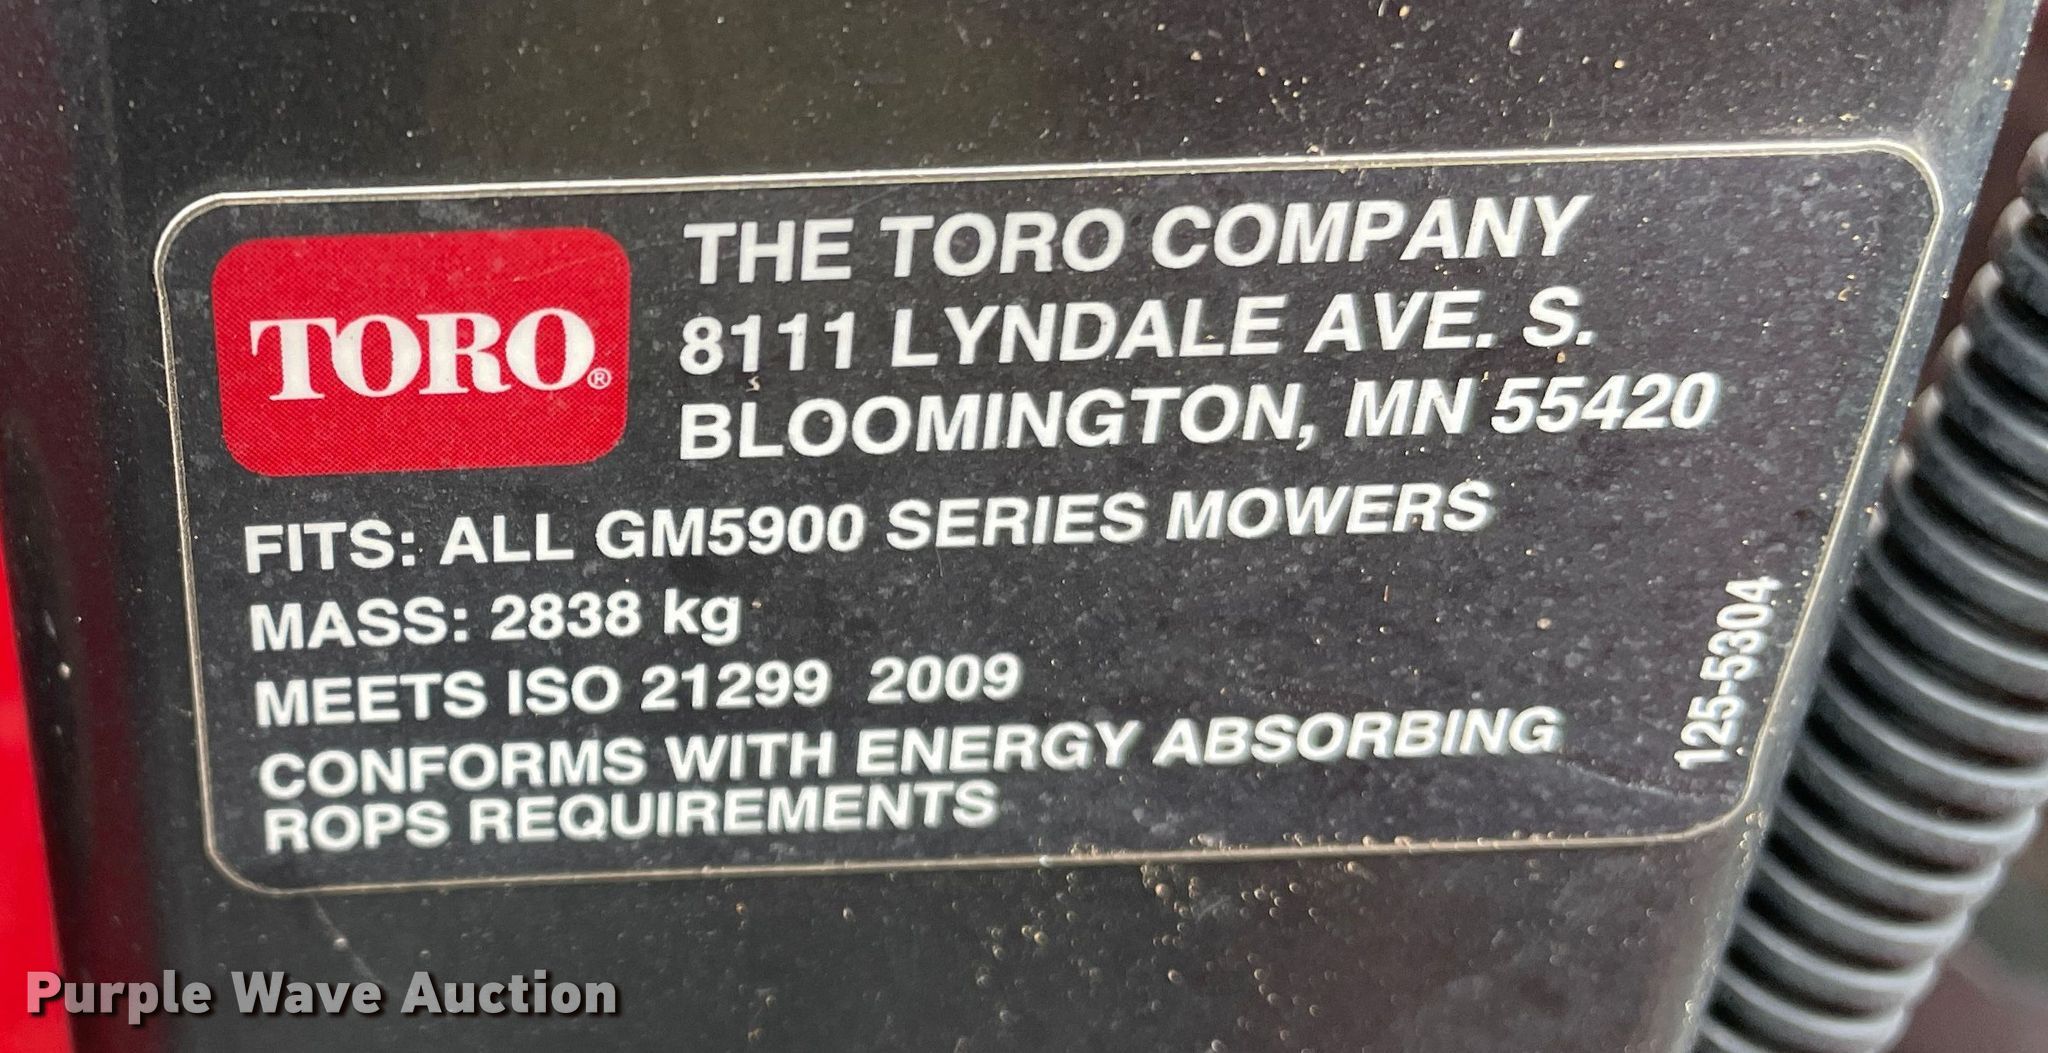 TORO®
THE TORO COMPANY
8111 LYNDALE AVE. S.
BLOOMINGTON, MN 55420
FITS: ALL GM5900 SERIES MOWERS
MASS: 2838 kg
MEETS ISO 21299 2009
CONFORMS WITH ENERGY ABSORBING
ROPS REQUIREMENTS
125-5304
Purple Wave Auction